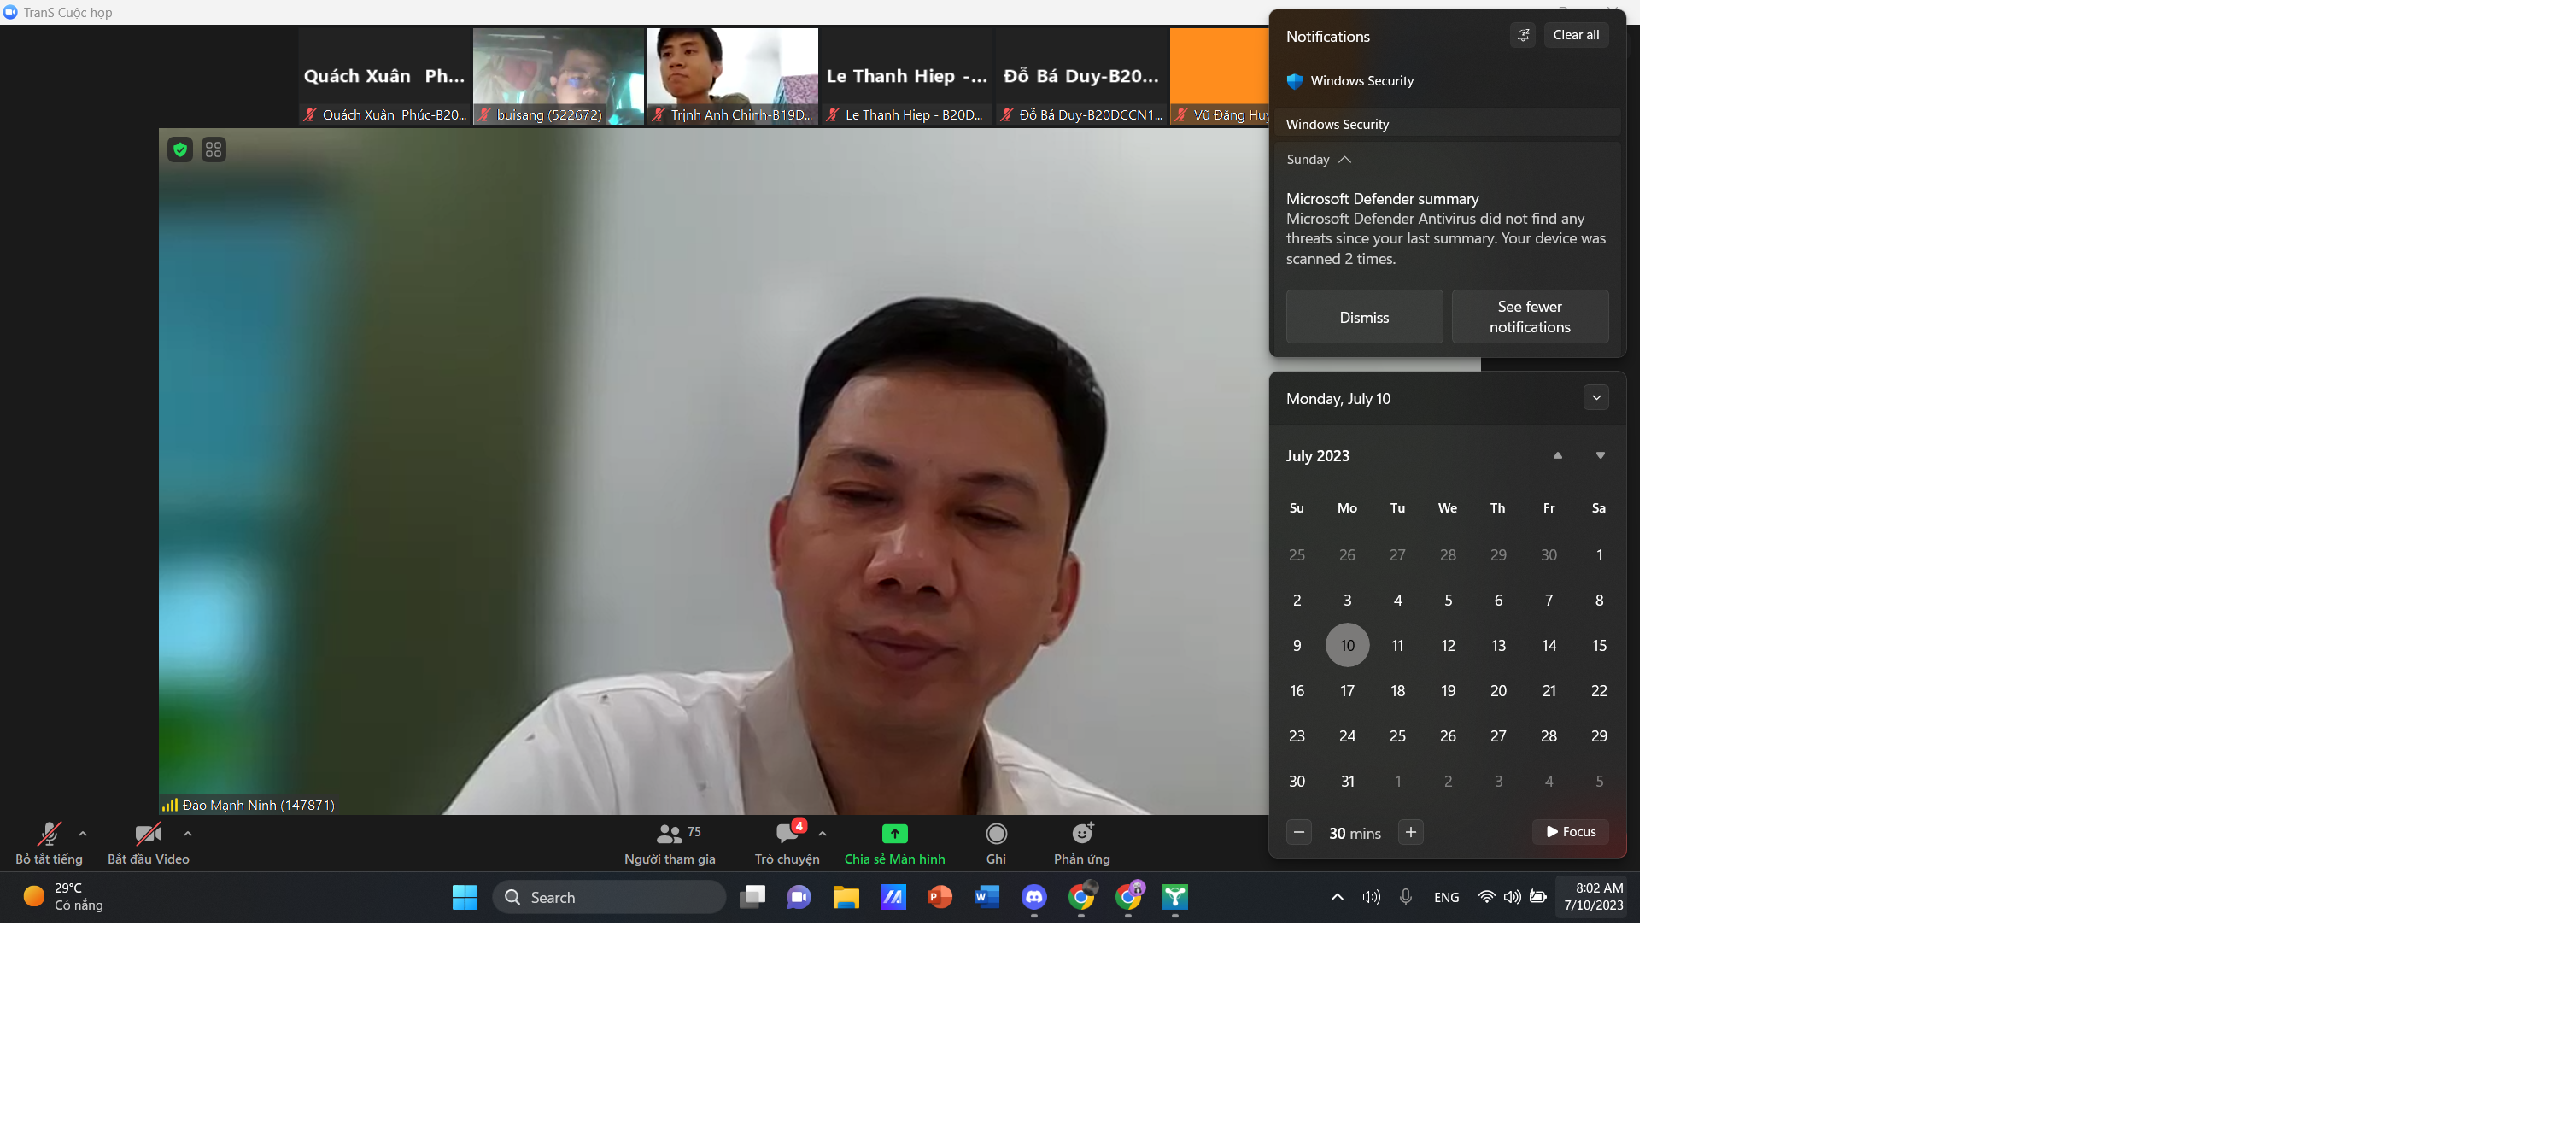 TranS Cuộc họp
Quách Xuân Ph...
Le Thanh Hiep -...
Đỗ Bá Duy-B20...
Quách Xuân Phúc-B20...
buisang (522672)
Trịnh Anh Chinh-B19D...
Le Thanh Hiep - B20D...
Đỗ Bá Duy-B20DCCN1...
Vũ Đăng Huy
Đào Mạnh Ninh (147871)
Notifications
Clear all
Windows Security
Windows Security
Sunday
Microsoft Defender summary
Microsoft Defender Antivirus did not find any
threats since your last summary. Your device was
scanned 2 times.
Dismiss
See fewer
notifications
Monday, July 10
July 2023
Su Mo Tu We Th Fr Sa
25 26 27 28 29 30 1
2 3 4 5 6 7 8
9 10 11 12 13 14 15
16 17 18 19 20 21 22
23 24 25 26 27 28 29
30 31 1 2 3 4 5
30 mins
Focus
75
4
Bỏ tắt tiếng
Bắt đầu Video
Người tham gia
Trò chuyện
Chia sẻ Màn hình
Ghi
Phản ứng
29°C
Có nắng
Search
ENG
8:02 AM
7/10/2023